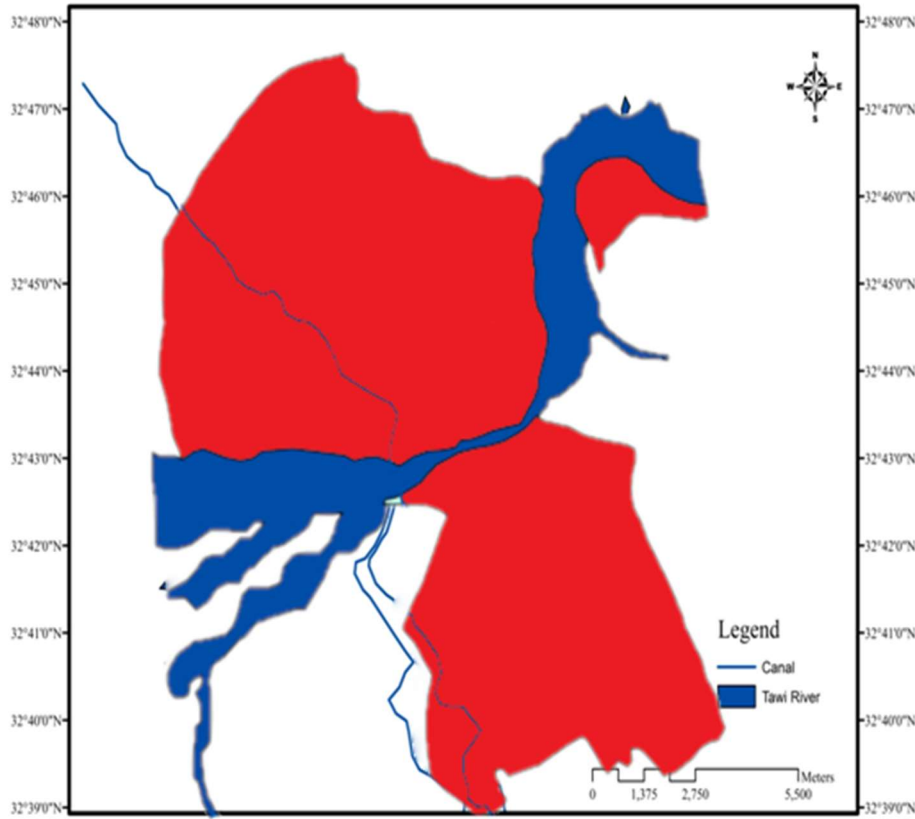 32°48'0"N
32°48'0"N
N
W E
S
32°47'0"N
32°47'0"N
32°46'0"N
32°46'0"N
32°45'0"N
32°45'0"N
32°44'0"N
32°44'0"N
32°43'0"N
32°43'0"N
32°42'0"N
32°42'0"N
32°41'0"N
32°41'0"N
Legend
Canal
Tawi River
32°40'0"N
32°40'0"N
Meters
0 1,375 2,750 5,500
32°39'0"N
32°39'0"N